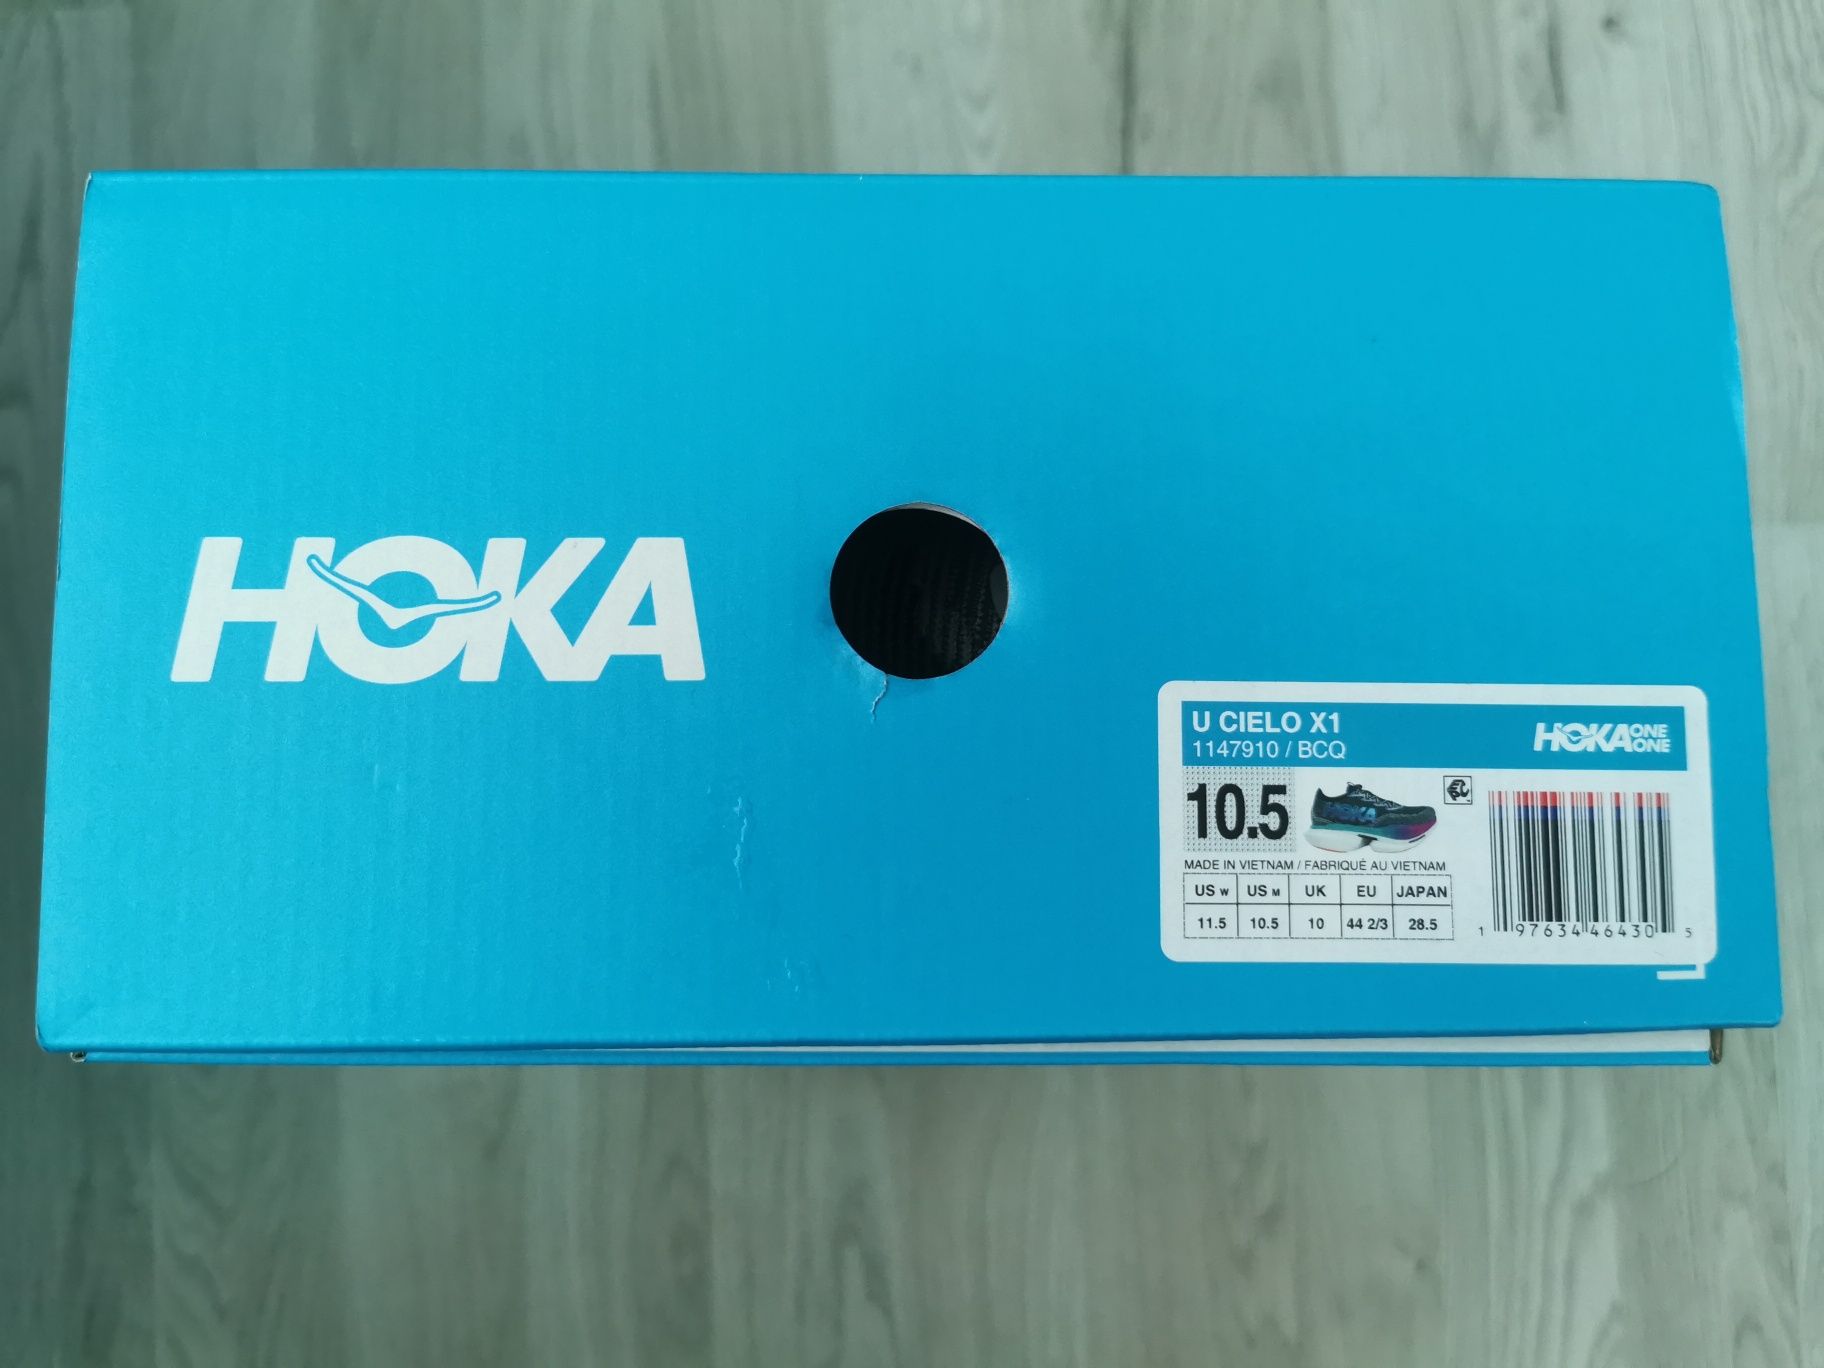 HOKA
U CIELO X1
HOKA ONE ONE
1147910 / BCQ
10.5
HOKA
MADE IN VIETNAM / FABRIQUÉ AU VIETNAM
US W US M UK EU JAPAN
11.5 10.5 10 44 2/3 28.5
1 97634 46430 5